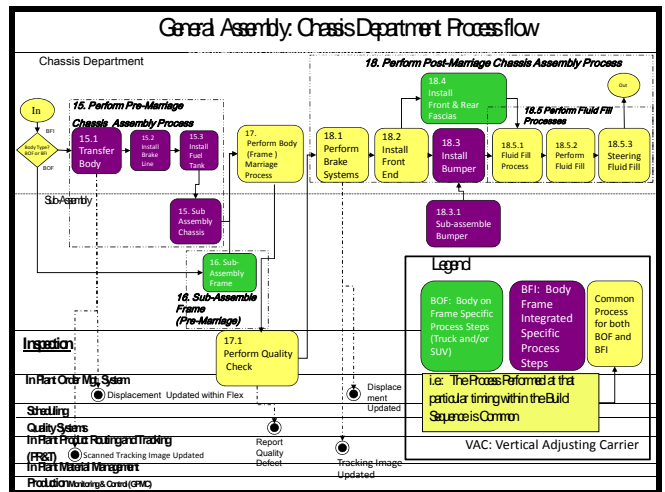 General Assembly: Chassis Department Process flow
Chassis Department
18. Perform Post-Marriage Chassis Assembly Process
In
15. Perform Pre-Marriage
Chassis Assembly Process
BFI
Body Type?
BOF or BFI
BOF
15.1
Transfer
Body
15.2
Install
Brake
Line
15.3
Install
Fuel
Tank
17.
Perform Body
(Frame )
Marriage
Process
18.1
Perform
Brake
Systems
18.2
Install
Front
End
18.3
Install
Bumper
18.4
Install
Front & Rear
Fascias
Out
18.5 Perform Fluid Fill
Processes
18.5.1
Fluid Fill
Process
18.5.2
Perform
Fluid Fill
18.5.3
Steering
Fluid Fill
Sub-Assembly
15. Sub
Assembly
Chassis
18.3.1
Sub-assemble
Bumper
16. Sub-
Assembly
Frame
16. Sub-Assemble
Frame
(Pre-Marriage)
Legend
BOF: Body on
Frame Specific
Process Steps
(Truck and/or
SUV)
BFI: Body
Frame
Integrated
Specific
Process
Steps
Common
Process
for both
BOF and
BFI
i.e: The Process Performed at that
particular timing within the Build
Sequence is Common
VAC: Vertical Adjusting Carrier
Inspection
17.1
Perform Quality
Check
In Plant Order Mgt, System
Displacement Updated within Flex
Displace
ment
Updated
Scheduling
Quality Systems
Report
Quality
Defect
In Plant Product Routing and Tracking
(PR&T)
Scanned Tracking Image Updated
Tracking Image
Updated
In Plant Material Management
Production Monitoring & Control (GPMC)